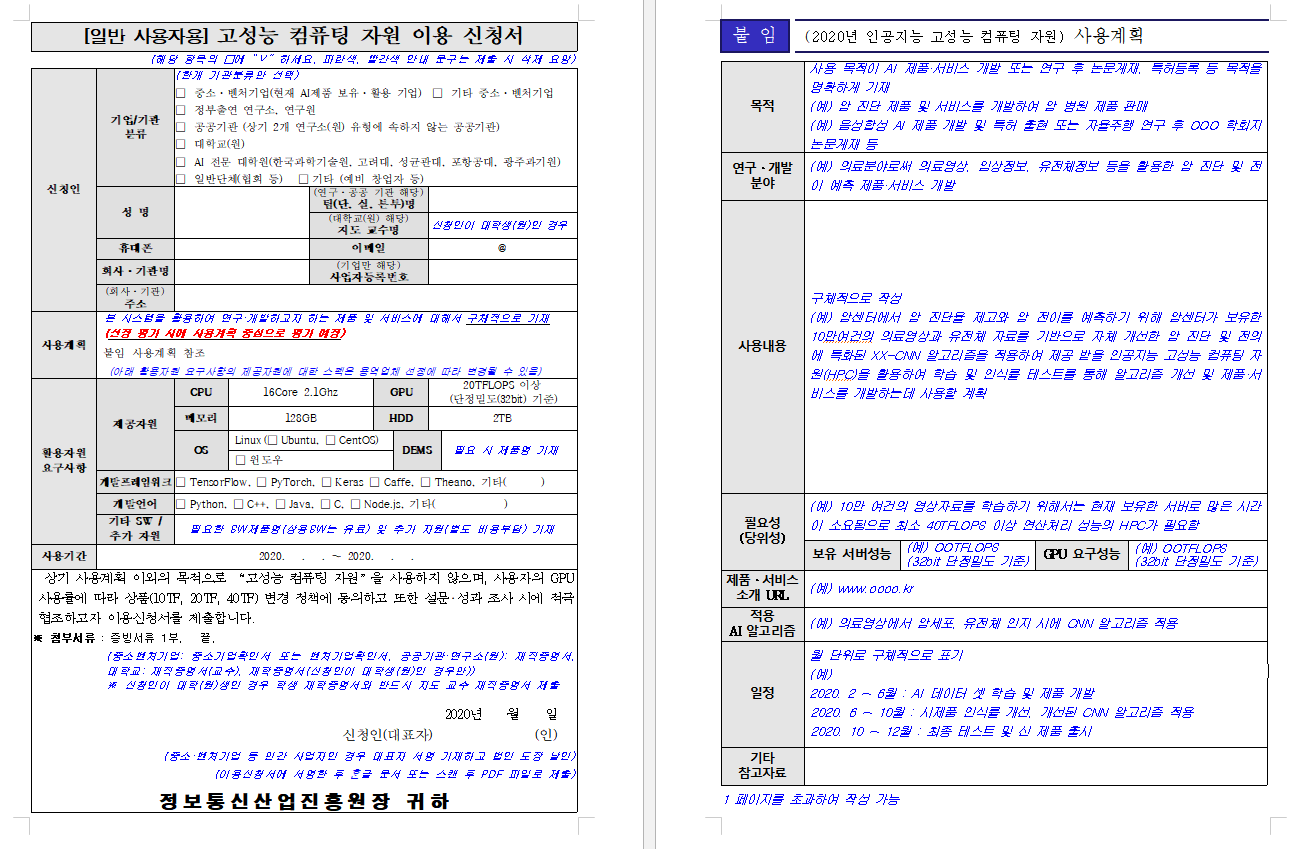 [일반 사용자용] 고성능 컴퓨팅 자원 이용 신청서
(해당 항목의 □에 “V” 하세요, 파란색, 빨간색 안내 문구는 제출 시 삭제 요망)
신청인
기업/기관
분류
(한개 기관분류만 선택)
□ 중소·벤처기업(현재 AI제품 보유·활용 기업) □ 기타 중소·벤처기업
□ 정부출연 연구소, 연구원
□ 공공기관 (상기 2개 연구소(원) 유형에 속하지 않는 공공기관)
□ 대학교(원)
□ AI 전문 대학원(한국과학기술원, 고려대, 성균관대, 포항공대, 광주과기원)
□ 일반단체(협회 등) □ 기타 (예비 창업자 등)
성 명
(연구·공공 기관 해당)
팀(단, 실, 본부)명
(대학교(원) 해당)
지도 교수명
신청인이 대학생(원)인 경우
휴대폰
이메일
@
회사·기관명
(기업만 해당)
사업자등록번호
(회사·기관)
주소
사용계획
본 시스템을 활용하여 연구·개발하고자 하는 제품 및 서비스에 대해서 구체적으로 기재
(선정 평가 시에 사용계획 중심으로 평가 예정)
붙임 사용계획 참조
(아래 활용자원 요구사항의 제공자원에 대한 스펙은 용역업체 선정에 따라 변경될 수 있음)
활용자원
요구사항
제공자원
CPU
16Core 2.1Ghz
GPU
20TFLOPS 이상
(단정밀도(32bit) 기준)
메모리
128GB
HDD
2TB
OS
Linux (□ Ubuntu, □ CentOS)
□ 윈도우
DBMS
필요 시 제품명 기재
개발프레임워크
□ TensorFlow, □ PyTorch, □ Keras □ Caffe, □ Theano, 기타( )
개발언어
□ Python, □ C++, □ Java, □ C, □ Node.js, 기타( )
기타 SW /
추가 자원
필요한 SW제품명(상용SW는 유료) 및 추가 지원(별도 비용부담) 기재
사용기간
2020. . . ~ 2020. . .
상기 사용계획 이외의 목적으로 “고성능 컴퓨팅 자원”을 사용하지 않으며, 사용자의 GPU
사용률에 따라 상품(10TF, 20TF, 40TF) 변경 정책에 동의하고 또한 설문·성과 조사 시에 적극
협조하고자 이용신청서를 제출합니다.
※ 첨부서류 : 증빙서류 1부. 끝.
(중소벤처기업: 중소기업확인서 또는 벤처기업확인서, 공공기관·연구소(원): 재직증명서,
대학교: 재직증명서(교수), 재학증명서(신청인이 대학생(원)인 경우만))
※ 신청인이 대학(원)생인 경우 학생 재학증명서와 반드시 지도 교수 재직증명서 제출
2020년 월 일
신청인(대표자) (인)
(중소·벤처기업 등 민간 사업자인 경우 대표자 서명 기재하고 법인 도장 날인)
(이용신청서에 서명한 후 흔글 문서 또는 스캔 후 PDF 파일로 제출)
정보통신산업진흥원장 귀하
붙 임
(2020년 인공지능 고성능 컴퓨팅 자원) 사용계획
목적
사용 목적이 AI 제품·서비스 개발 또는 연구 후 논문게재, 특허등록 등 목적을
명확하게 기재
(예) 암 진단 제품 및 서비스를 개발하여 암 병원 제품 판매
(예) 음성합성 AI 제품 개발 및 특허 출현 또는 자율주행 연구 후 OOO 학회지
논문게재 등
연구·개발
분야
(예) 의료분야로써 의료영상, 임상정보, 유전체정보 등을 활용한 암 진단 및 전
이 예측 제품·서비스 개발
사용내용
구체적으로 작성
(예) 암센터에서 암 진단율 제고와 암 전이를 예측하기 위해 암센터가 보유한
10만여건의 의료영상과 유전체 자료를 기반으로 자체 개선한 암 진단 및 전의
에 특화된 XX-CNN 알고리즘을 적용하여 제공 받을 인공지능 고성능 컴퓨팅 자
원(HPC)을 활용하여 학습 및 인식률 테스트를 통해 알고리즘 개선 및 제품·서
비스를 개발하는데 사용할 계획
필요성
(당위성)
(예) 10만 여건의 영상자료를 학습하기 위해서는 현재 보유한 서버로 많은 시간
이 소요됨으로 최소 40TFLOPS 이상 연산처리 성능의 HPC가 필요함
보유 서버성능
(예) OOTFLOPS
(32bit 단정밀도 기준)
GPU 요구성능
(예) OOTFLOPS
(32bit 단정밀도 기준)
제품·서비스
소개 URL
(예) www.oooo.kr
적용
AI 알고리즘
(예) 의료영상에서 암세포, 유전체 인지 시에 CNN 알고리즘 적용
일정
월 단위로 구체적으로 표기
(예)
2020. 2 ~ 6월 : AI 데이터 셋 학습 및 제품 개발
2020. 6 ~ 10월 : 시제품 인식률 개선, 개선된 CNN 알고리즘 적용
2020. 10 ~ 12월 : 최종 테스트 및 신 제품 출시
기타
참고자료
1 페이지를 초과하여 작성 가능